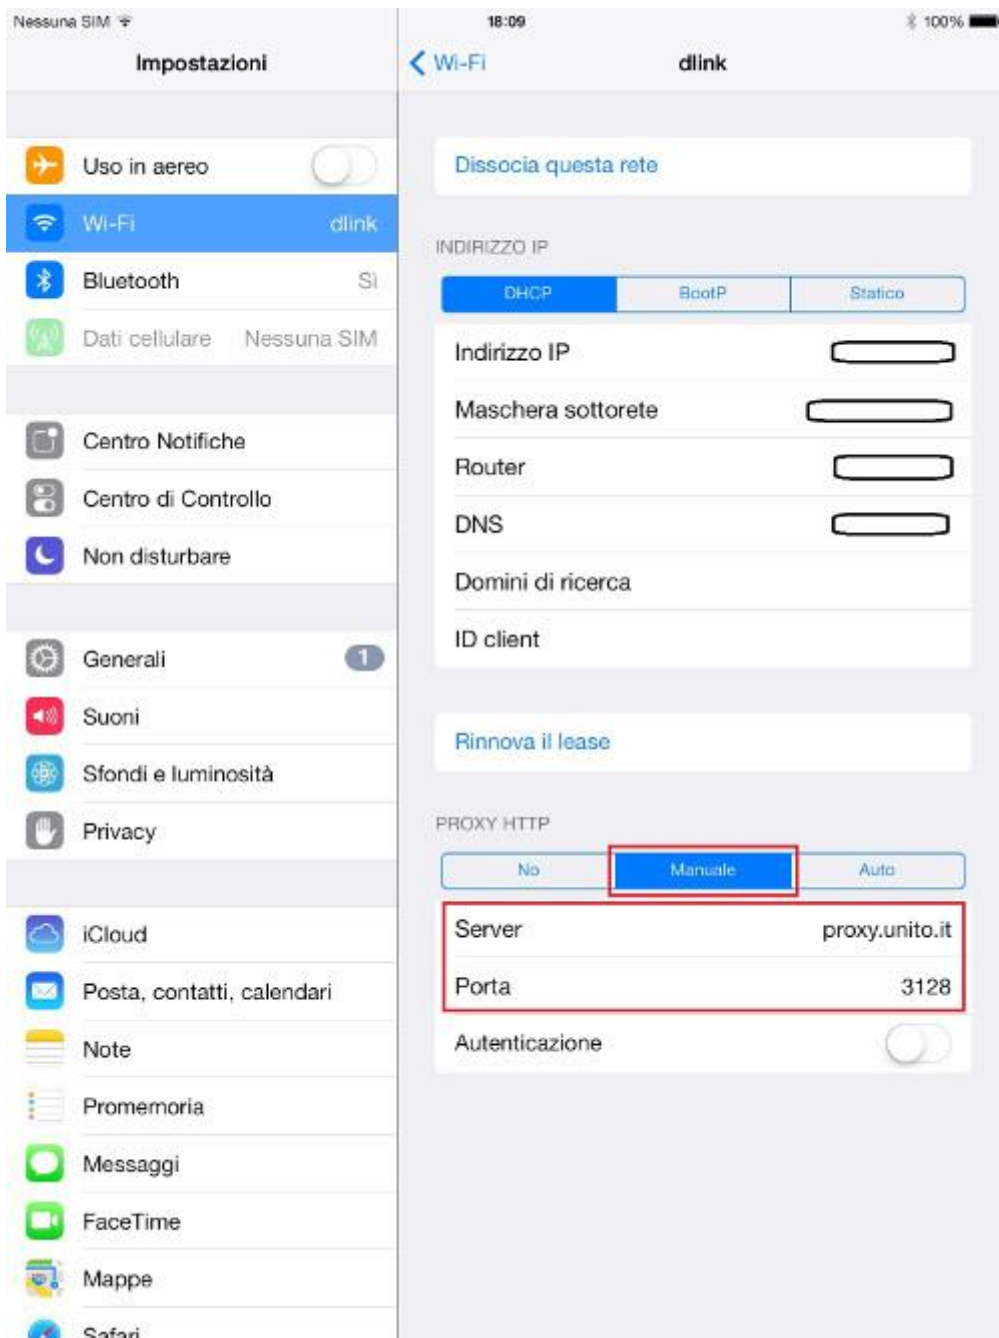 Nessuna SIM 18:09 100%
Impostazioni
Wi-Fi dlink
Uso in aereo
Wi-Fi dlink
Bluetooth Sì
Dati cellulare Nessuna SIM
Centro Notifiche
Centro di Controllo
Non disturbare
Generali 1
Suoni
Sfondi e luminosità
Privacy
iCloud
Posta, contatti, calendari
Note
Promemoria
Messaggi
FaceTime
Mappe
Safari
Dissocia questa rete
INDIRIZZO IP
DHCP BootP Statico
Indirizzo IP
Maschera sottorete
Router
DNS
Domini di ricerca
ID client
Rinnova il lease
PROXY HTTP
No Manuale Auto
Server proxy.unito.it
Porta 3128
Autenticazione